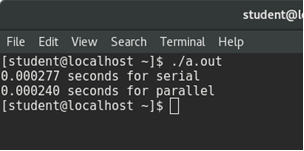 student@lo
File Edit View Search Terminal Help
[student@localhost ~]$ ./a.out
0.000277 seconds for serial
0.000240 seconds for parallel
[student@localhost ~]$